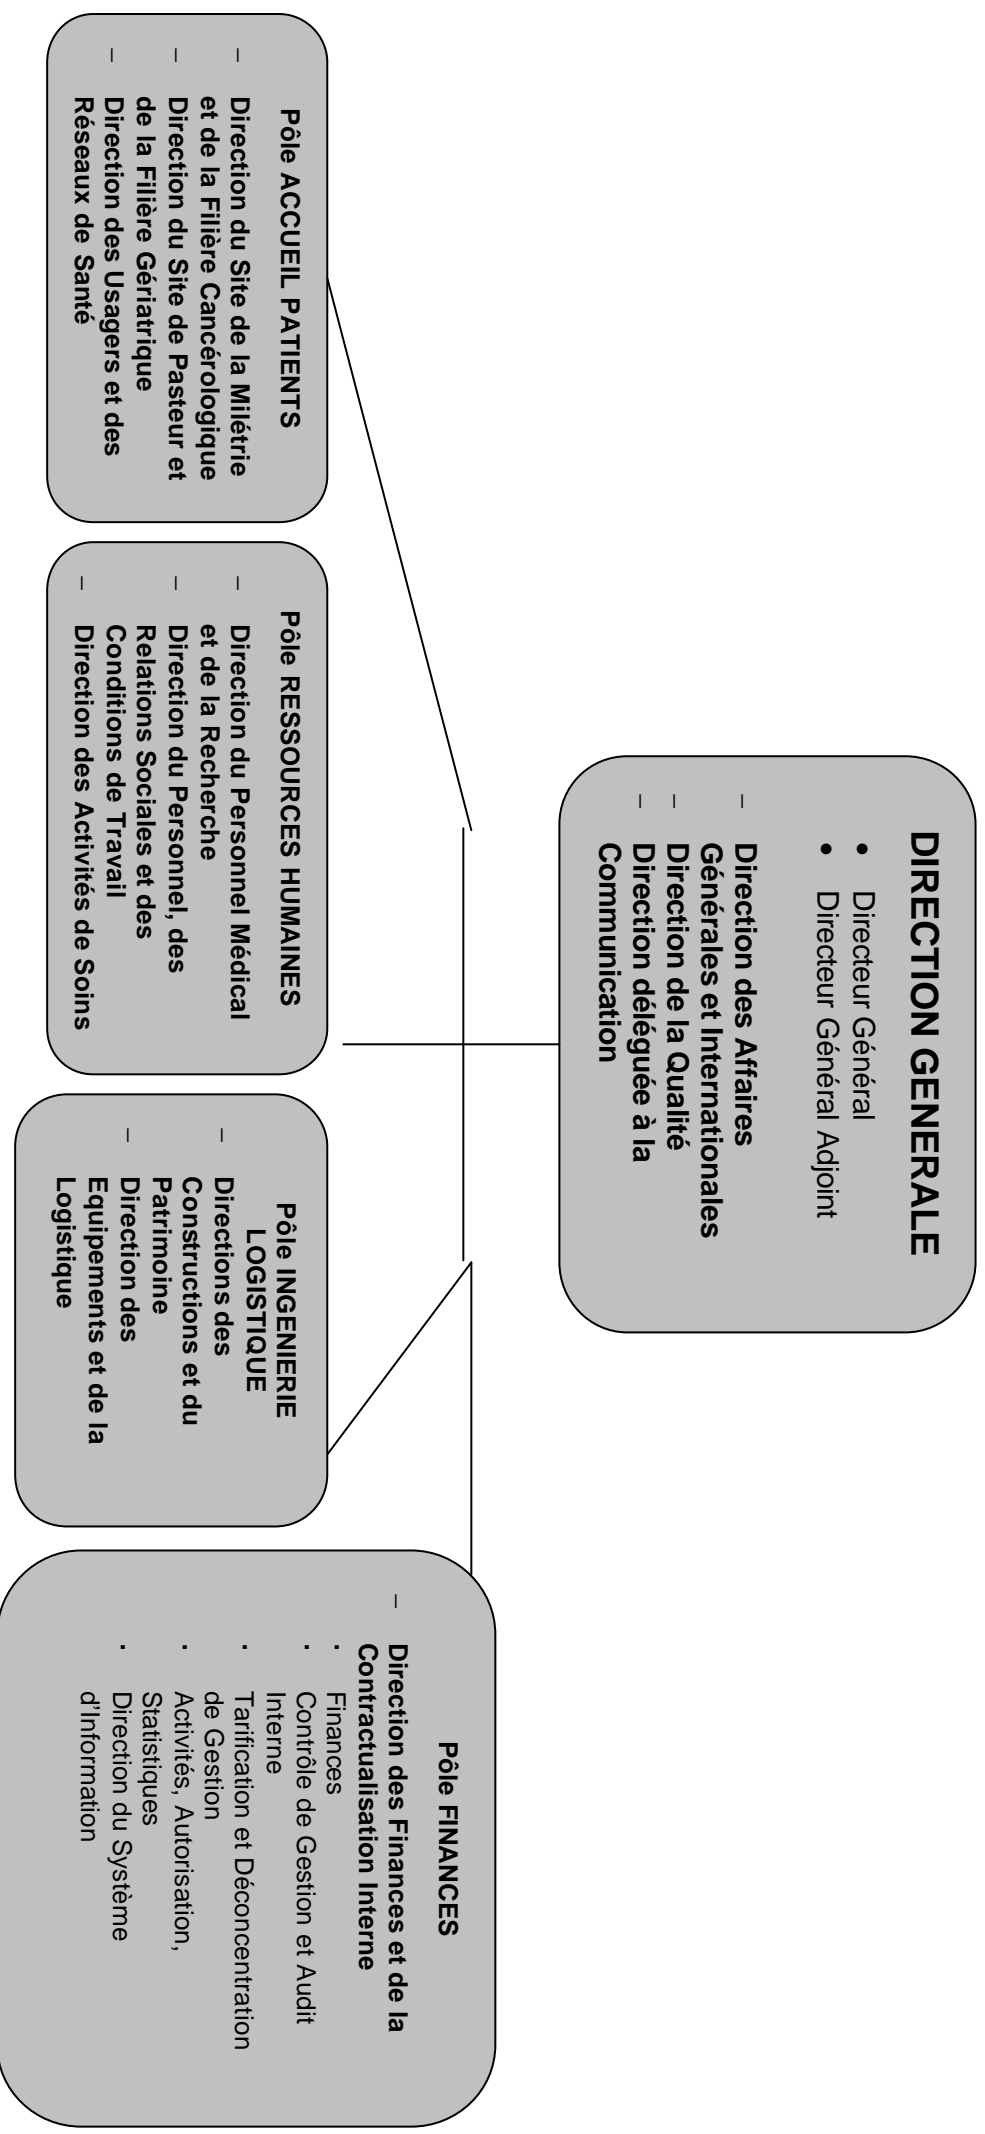 DIRECTION GENERALE
• Directeur Général
• Directeur Général Adjoint
– Direction des Affaires
Générales et Internationales
– Direction de la Qualité
– Direction déléguée à la
Communication
Pôle ACCUEIL PATIENTS
– Direction du Site de la Milétrie
et de la Filière Cancérologique
– Direction du Site de Pasteur et
de la Filière Gériatrique
– Direction des Usagers et des
Réseaux de Santé
Pôle RESSOURCES HUMAINES
– Direction du Personnel Médical
et de la Recherche
– Direction du Personnel, des
Relations Sociales et des
Conditions de Travail
– Direction des Activités de Soins
Pôle INGENIERIE
LOGISTIQUE
– Directions des
Constructions et du
Patrimoine
– Direction des
Equipements et de la
Logistique
Pôle FINANCES
– Direction des Finances et de la
Contractualisation Interne
▪ Finances
▪ Contrôle de Gestion et Audit
Interne
▪ Tarification et Déconcentration
de Gestion
▪ Activités, Autorisation,
Statistiques
▪ Direction du Système
d'Information